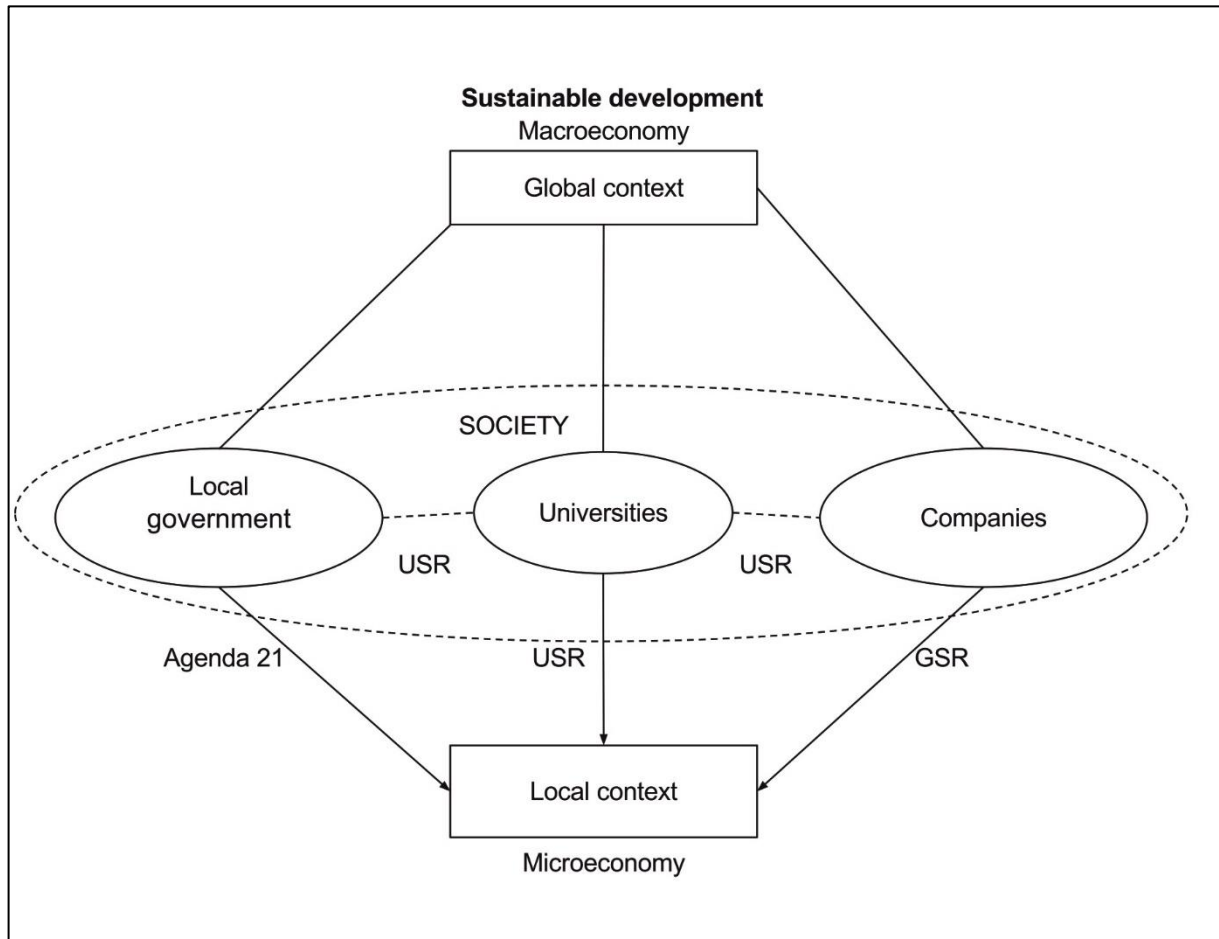 Sustainable development
Macroeconomy
Global context
SOCIETY
Local
government
Universities
Companies
USR
USR
Agenda 21
USR
GSR
Local context
Microeconomy